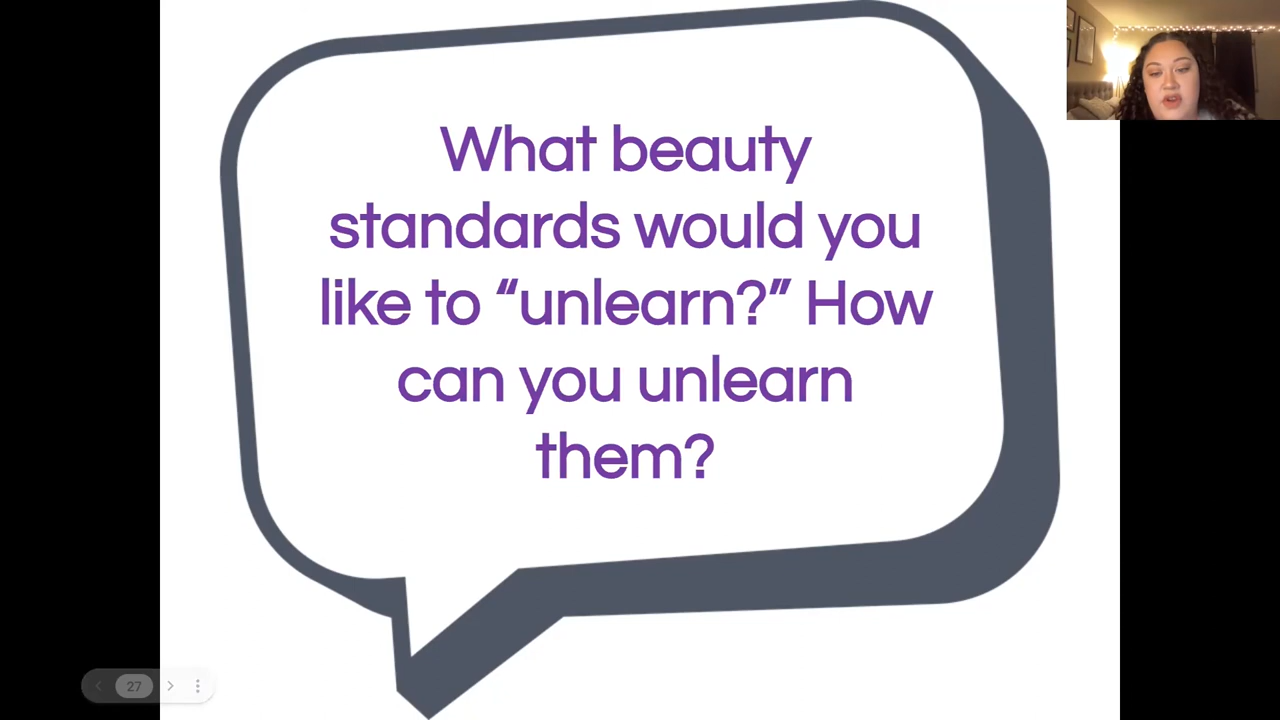 What beauty
standards would you
like to “unlearn?” How
can you unlearn
them?
27